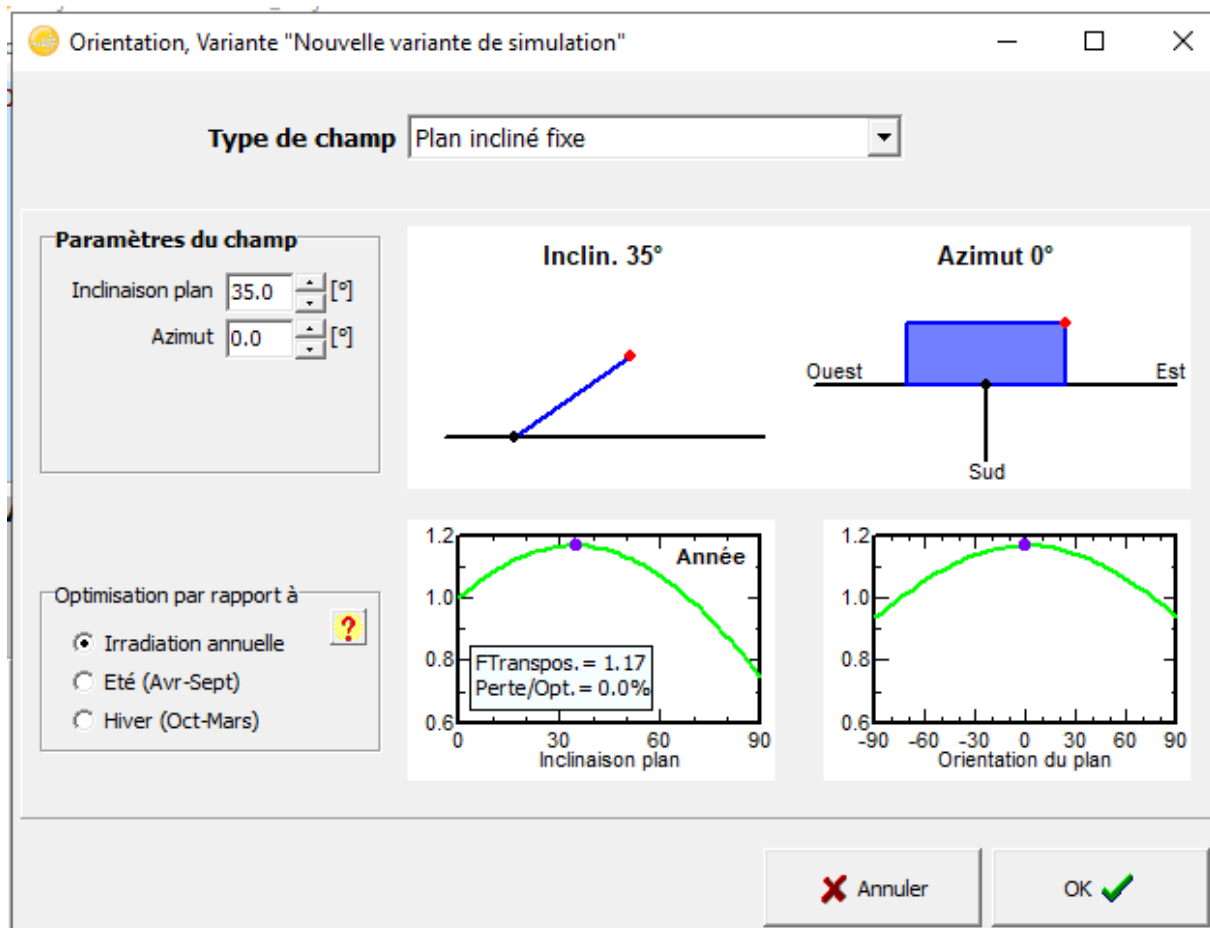 Orientation, Variante "Nouvelle variante de simulation"
Type de champ Plan incliné fixe
Paramètres du champ
Inclinaison plan 35.0 [°]
Azimut 0.0 [°]
Inclin. 35°
Azimut 0°
Ouest
Est
Sud
Optimisation par rapport à
?
Irradiation annuelle
Eté (Avr-Sept)
Hiver (Oct-Mars)
1.2
1.0
0.8
0.6
Année
FTranspos. = 1.17
Perte/Opt. = 0.0%
0 30 60 90
Inclinaison plan
1.2
1.0
0.8
0.6
-90 -60 -30 0 30 60 90
Orientation du plan
Annuler
OK